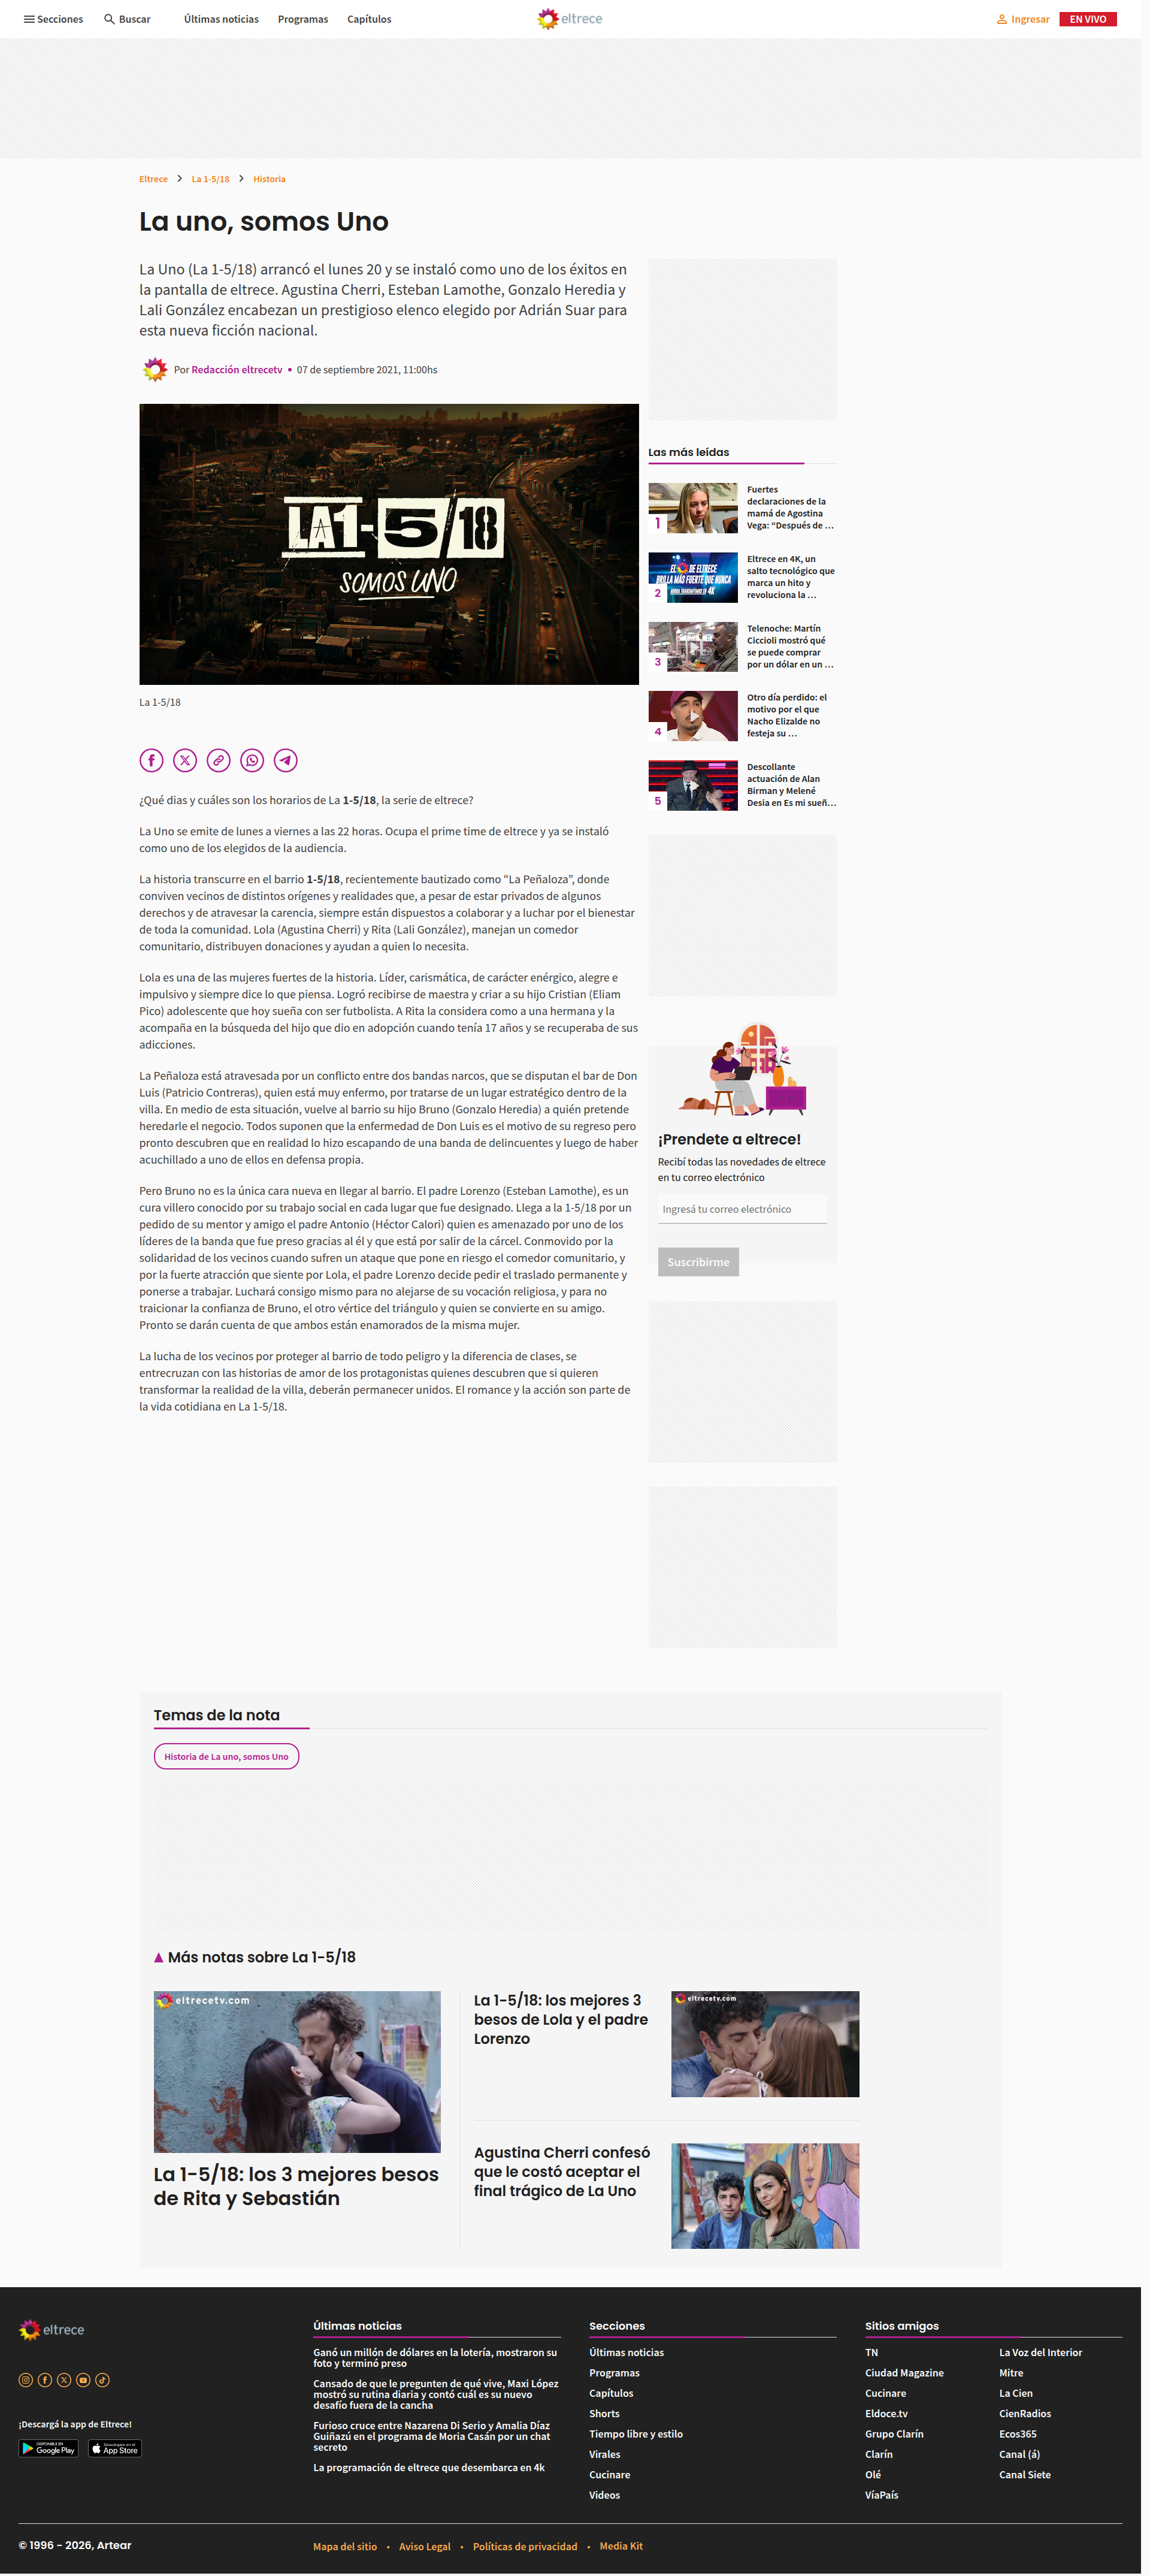 Secciones
Buscar
Últimas noticias
Programas
Capítulos
eltrece
Ingresar
EN VIVO
Eltrece
La 1-5/18
Historia
La uno, somos Uno
La Uno (La 1-5/18) arrancó el lunes 20 y se instaló como uno de los éxitos en
la pantalla de eltrece. Agustina Cherri, Esteban Lamothe, Gonzalo Heredia y
Lali González encabezan un prestigioso elenco elegido por Adrián Suar para
esta nueva ficción nacional.
Por Redacción eltrecetv • 07 de septiembre 2021, 11:00hs
LA1-5/18
SOMOS UNO
La 1-5/18
¿Qué dias y cuáles son los horarios de La 1-5/18, la serie de eltrece?
La Uno se emite de lunes a viernes a las 22 horas. Ocupa el prime time de eltrece y ya se instaló
como uno de los elegidos de la audiencia.
La historia transcurre en el barrio 1-5/18, recientemente bautizado como “La Peñaloza”, donde
conviven vecinos de distintos orígenes y realidades que, a pesar de estar privados de algunos
derechos y de atravesar la carencia, siempre están dispuestos a colaborar y a luchar por el bienestar
de toda la comunidad. Lola (Agustina Cherri) y Rita (Lali González), manejan un comedor
comunitario, distribuyen donaciones y ayudan a quien lo necesita.
Lola es una de las mujeres fuertes de la historia. Líder, carismática, de carácter enérgico, alegre e
impulsivo y siempre dice lo que piensa. Logró recibirse de maestra y criar a su hijo Cristian (Eliam
Pico) adolescente que hoy sueña con ser futbolista. A Rita la considera como a una hermana y la
acompaña en la búsqueda del hijo que dio en adopción cuando tenía 17 años y se recuperaba de sus
adicciones.
La Peñaloza está atravesada por un conflicto entre dos bandas narcos, que se disputan el bar de Don
Luis (Patricio Contreras), quien está muy enfermo, por tratarse de un lugar estratégico dentro de la
villa. En medio de esta situación, vuelve al barrio su hijo Bruno (Gonzalo Heredia) a quién pretende
heredarle el negocio. Todos suponen que la enfermedad de Don Luis es el motivo de su regreso pero
pronto descubren que en realidad lo hizo escapando de una banda de delincuentes y luego de haber
acuchillado a uno de ellos en defensa propia.
Pero Bruno no es la única cara nueva en llegar al barrio. El padre Lorenzo (Esteban Lamothe), es un
cura villero conocido por su trabajo social en cada lugar que fue designado. Llega a la 1-5/18 por un
pedido de su mentor y amigo el padre Antonio (Héctor Calori) quien es amenazado por uno de los
líderes de la banda que fue preso gracias al él y que está por salir de la cárcel. Conmovido por la
solidaridad de los vecinos cuando sufren un ataque que pone en riesgo el comedor comunitario, y
por la fuerte atracción que siente por Lola, el padre Lorenzo decide pedir el traslado permanente y
ponerse a trabajar. Luchará consigo mismo para no alejarse de su vocación religiosa, y para no
traicionar la confianza de Bruno, el otro vértice del triángulo y quien se convierte en su amigo.
Pronto se darán cuenta de que ambos están enamorados de la misma mujer.
La lucha de los vecinos por proteger al barrio de todo peligro y la diferencia de clases, se
entrecruzan con las historias de amor de los protagonistas quienes descubren que si quieren
transformar la realidad de la villa, deberán permanecer unidos. El romance y la acción son parte de
la vida cotidiana en La 1-5/18.
Las más leídas
1
Fuertes
declaraciones de la
mamá de Agostina
Vega: “Después de ...
EL DE ELTRECE
BRILLA MÁS FUERTE QUE NUNCA
AHORA TRANSMITIMOS EN 4K
2
Eltrece en 4K, un
salto tecnológico que
marca un hito y
revoluciona la ...
3
Telenoche: Martín
Ciccioli mostró qué
se puede comprar
por un dólar en un ...
4
Otro día perdido: el
motivo por el que
Nacho Elizalde no
festeja su ...
5
Descollante
actuación de Alan
Birman y Melené
Desia en Es mi sueñ...
¡Prendete a eltrece!
Recibí todas las novedades de eltrece
en tu correo electrónico
Ingresá tu correo electrónico
Suscribirme
Temas de la nota
Historia de La uno, somos Uno
Más notas sobre La 1-5/18
eltrecetv.com
La 1-5/18: los 3 mejores besos
de Rita y Sebastián
La 1-5/18: los mejores 3
besos de Lola y el padre
Lorenzo
eltrecetv.com
Agustina Cherri confesó
que le costó aceptar el
final trágico de La Uno
eltrece
¡Descargá la app de Eltrece!
DISPONIBLE EN
Google Play
Descárgalo en el
App Store
Últimas noticias
Ganó un millón de dólares en la lotería, mostraron su
foto y terminó preso
Cansado de que le pregunten de qué vive, Maxi López
mostró su rutina diaria y contó cuál es su nuevo
desafío fuera de la cancha
Furioso cruce entre Nazarena Di Serio y Amalia Díaz
Guiñazú en el programa de Moria Casán por un chat
secreto
La programación de eltrece que desembarca en 4k
Secciones
Últimas noticias
Programas
Capítulos
Shorts
Tiempo libre y estilo
Virales
Cucinare
Videos
Sitios amigos
TN
Ciudad Magazine
Cucinare
Eldoce.tv
Grupo Clarín
Clarín
Olé
VíaPaís
La Voz del Interior
Mitre
La Cien
CienRadios
Ecos365
Canal (á)
Canal Siete
© 1996 - 2026, Artear
Mapa del sitio • Aviso Legal • Políticas de privacidad • Media Kit